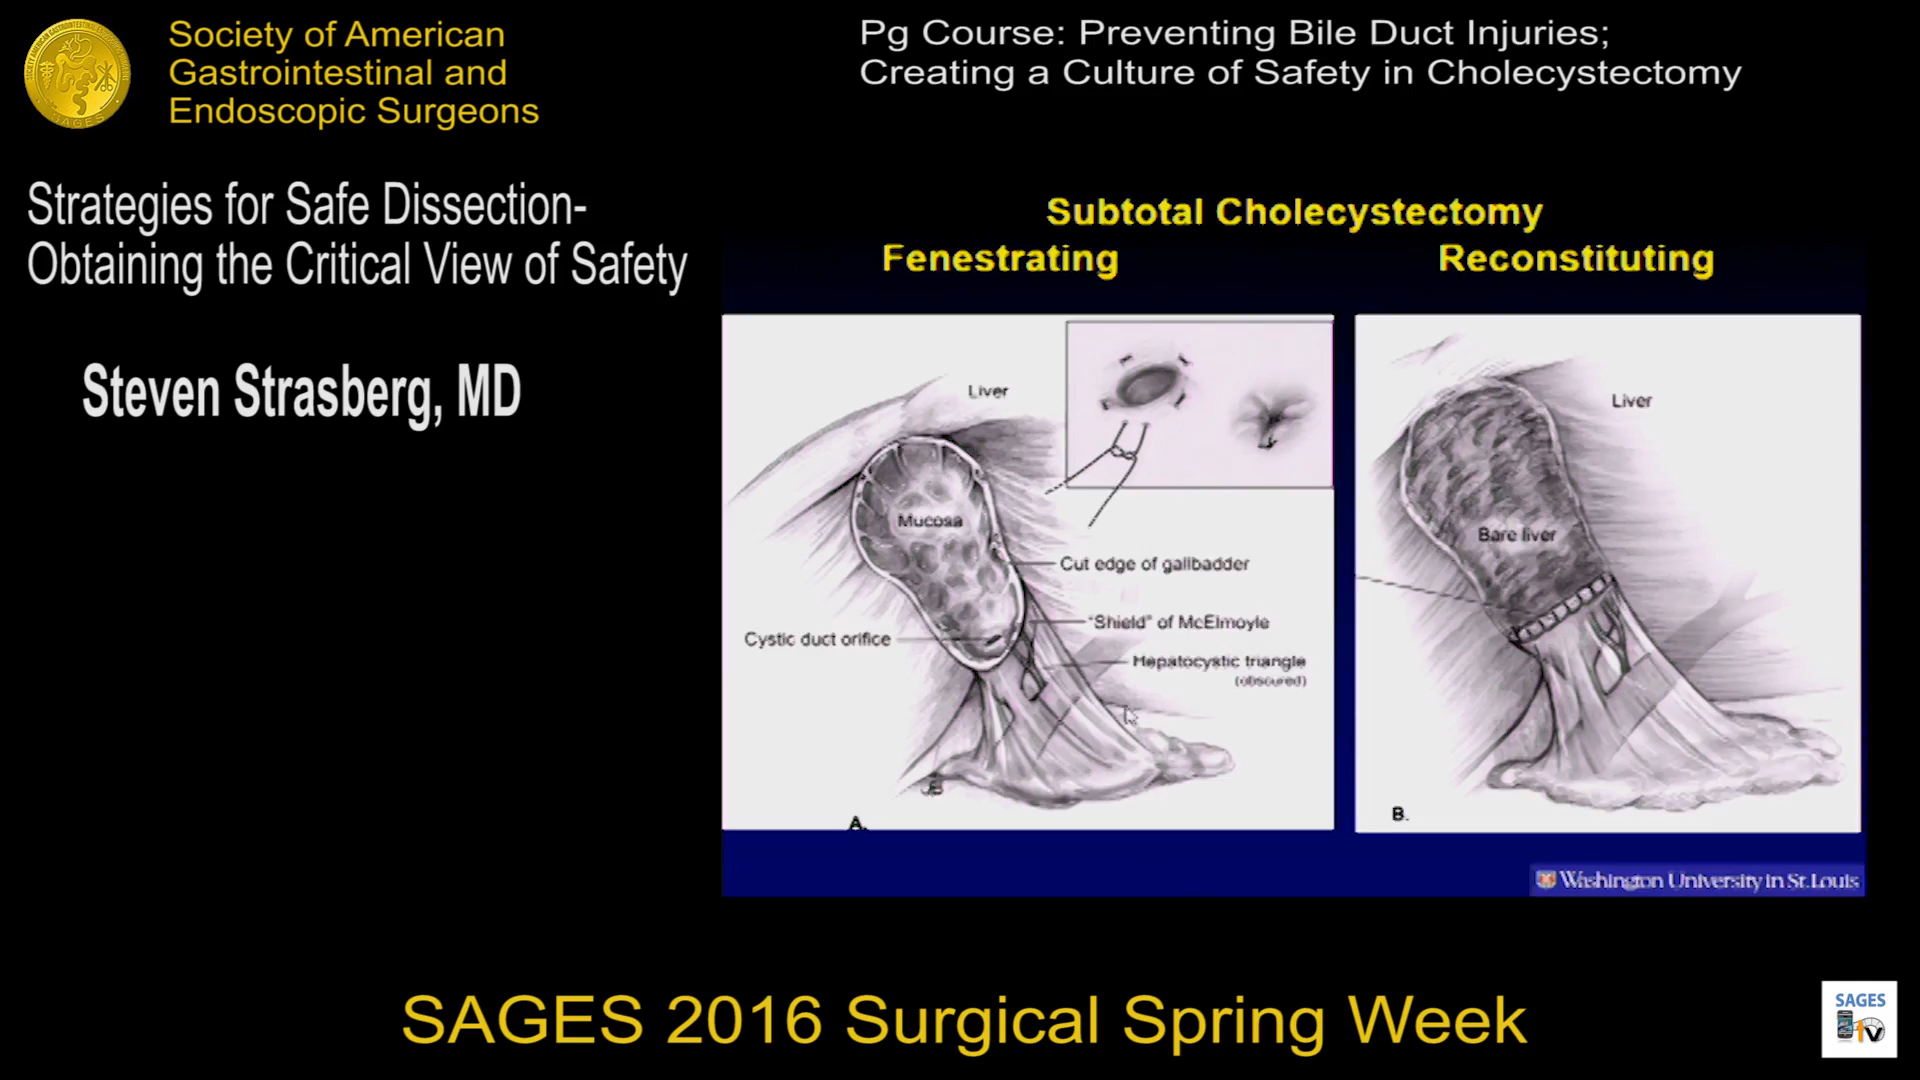 Society of American
Gastrointestinal and
Endoscopic Surgeons
Pg Course: Preventing Bile Duct Injuries;
Creating a Culture of Safety in Cholecystectomy
Strategies for Safe Dissection-
Obtaining the Critical View of Safety
Steven Strasberg, MD
Subtotal Cholecystectomy
Fenestrating
Reconstituting
Liver
Mucosa
Cut edge of gallbadder
"Shield" of McElmoyle
Cystic duct orifice
Hepatocystic triangle
(obscured)
A.
Liver
Bare liver
B.
Washington University in St.Louis
SAGES 2016 Surgical Spring Week
SAGES
TV